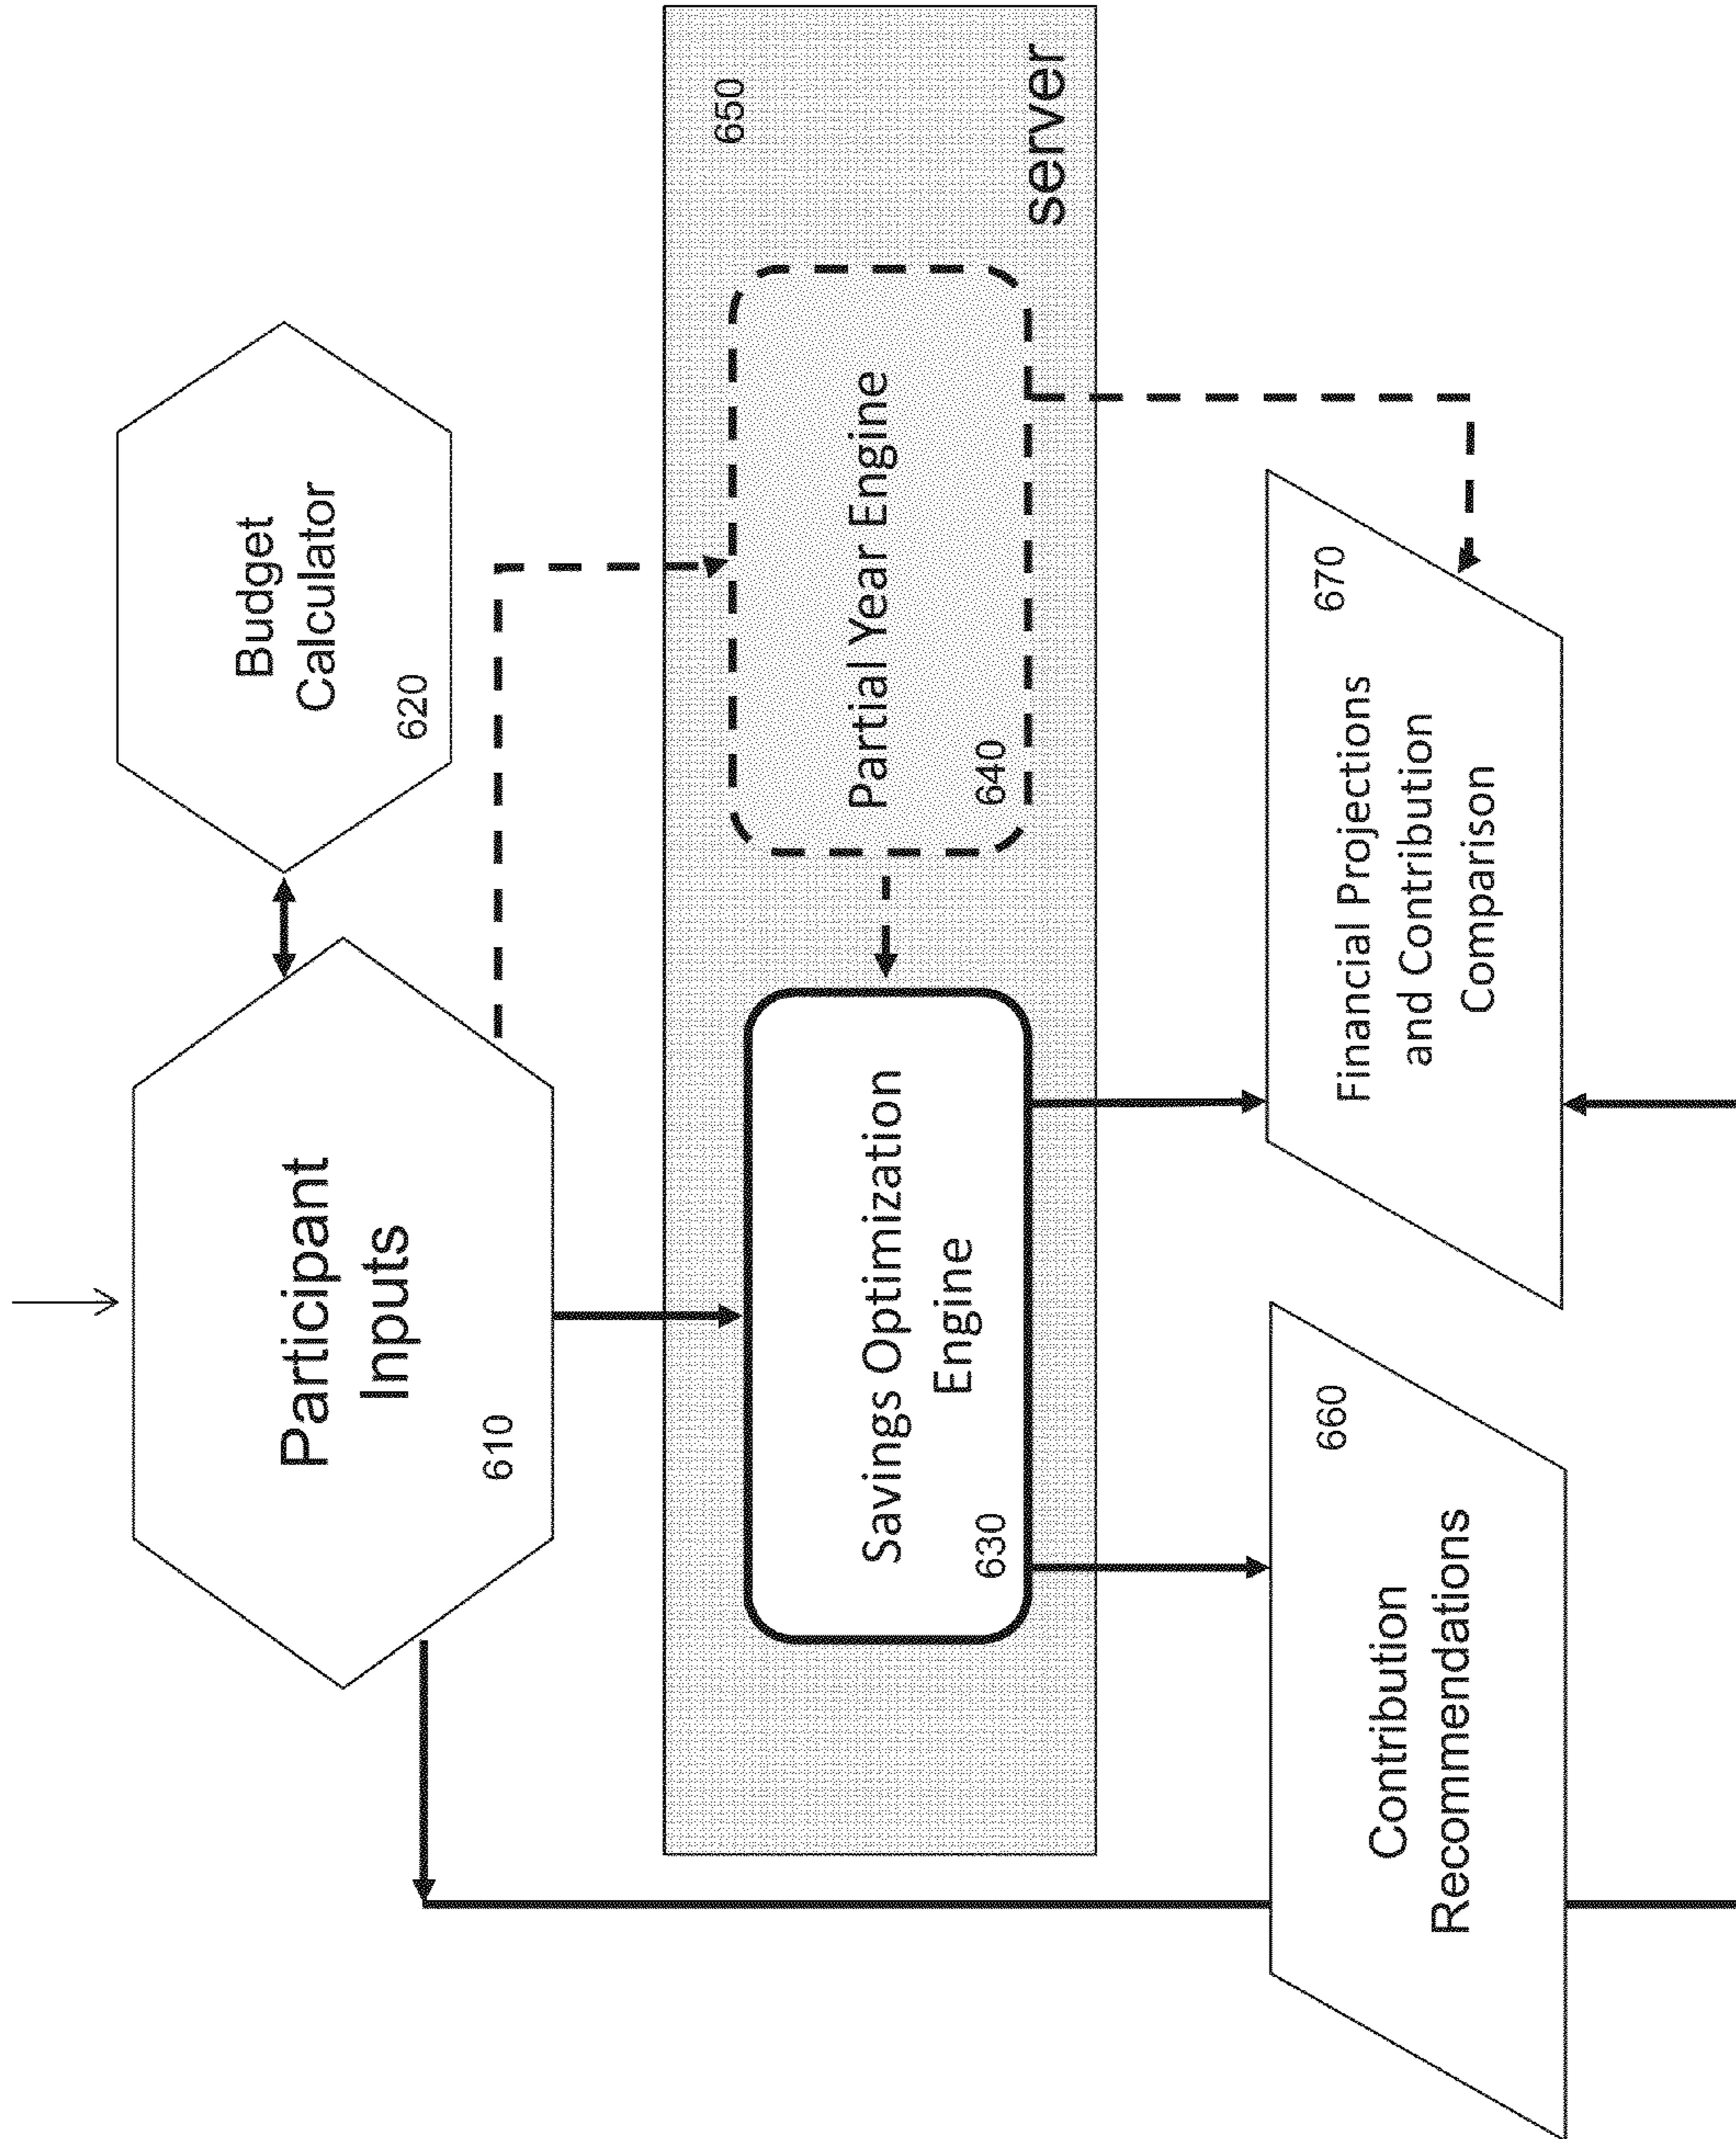 Participant
Inputs
610
Budget
Calculator
620
650
server
Savings Optimization
Engine
630
Partial Year Engine
640
Contribution
Recommendations
660
Financial Projections
and Contribution
Comparison
670